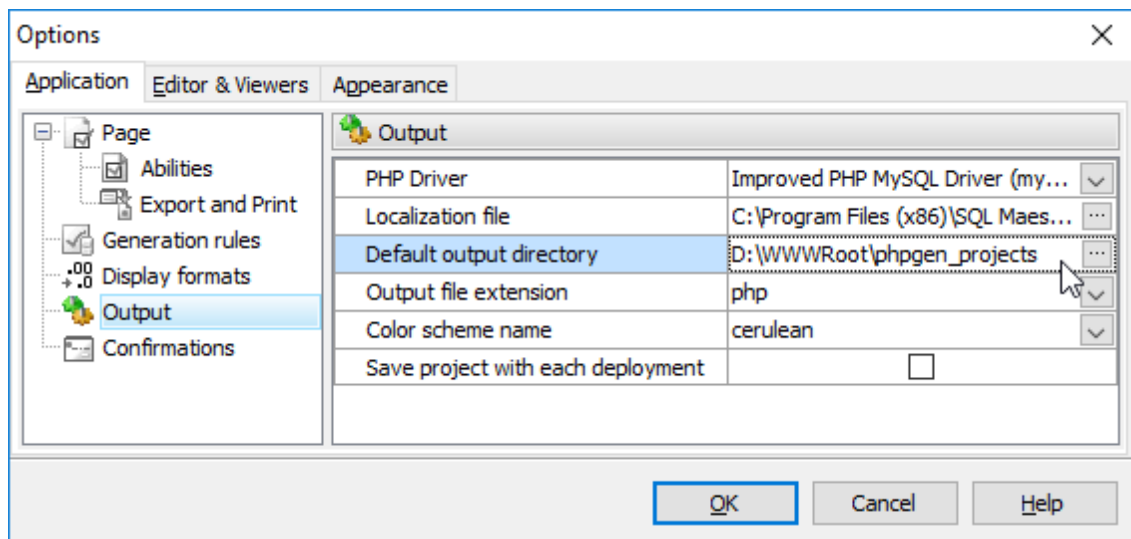 Options
Application Editor & Viewers Appearance
Page
Abilities
Export and Print
Generation rules
Display formats
Output
Confirmations
Output
PHP Driver Improved PHP MySQL Driver (my...
Localization file C:\Program Files (x86)\SQL Maes...
Default output directory D:\WWWRoot\phpgen_projects
Output file extension php
Color scheme name cerulean
Save project with each deployment
OK Cancel Help